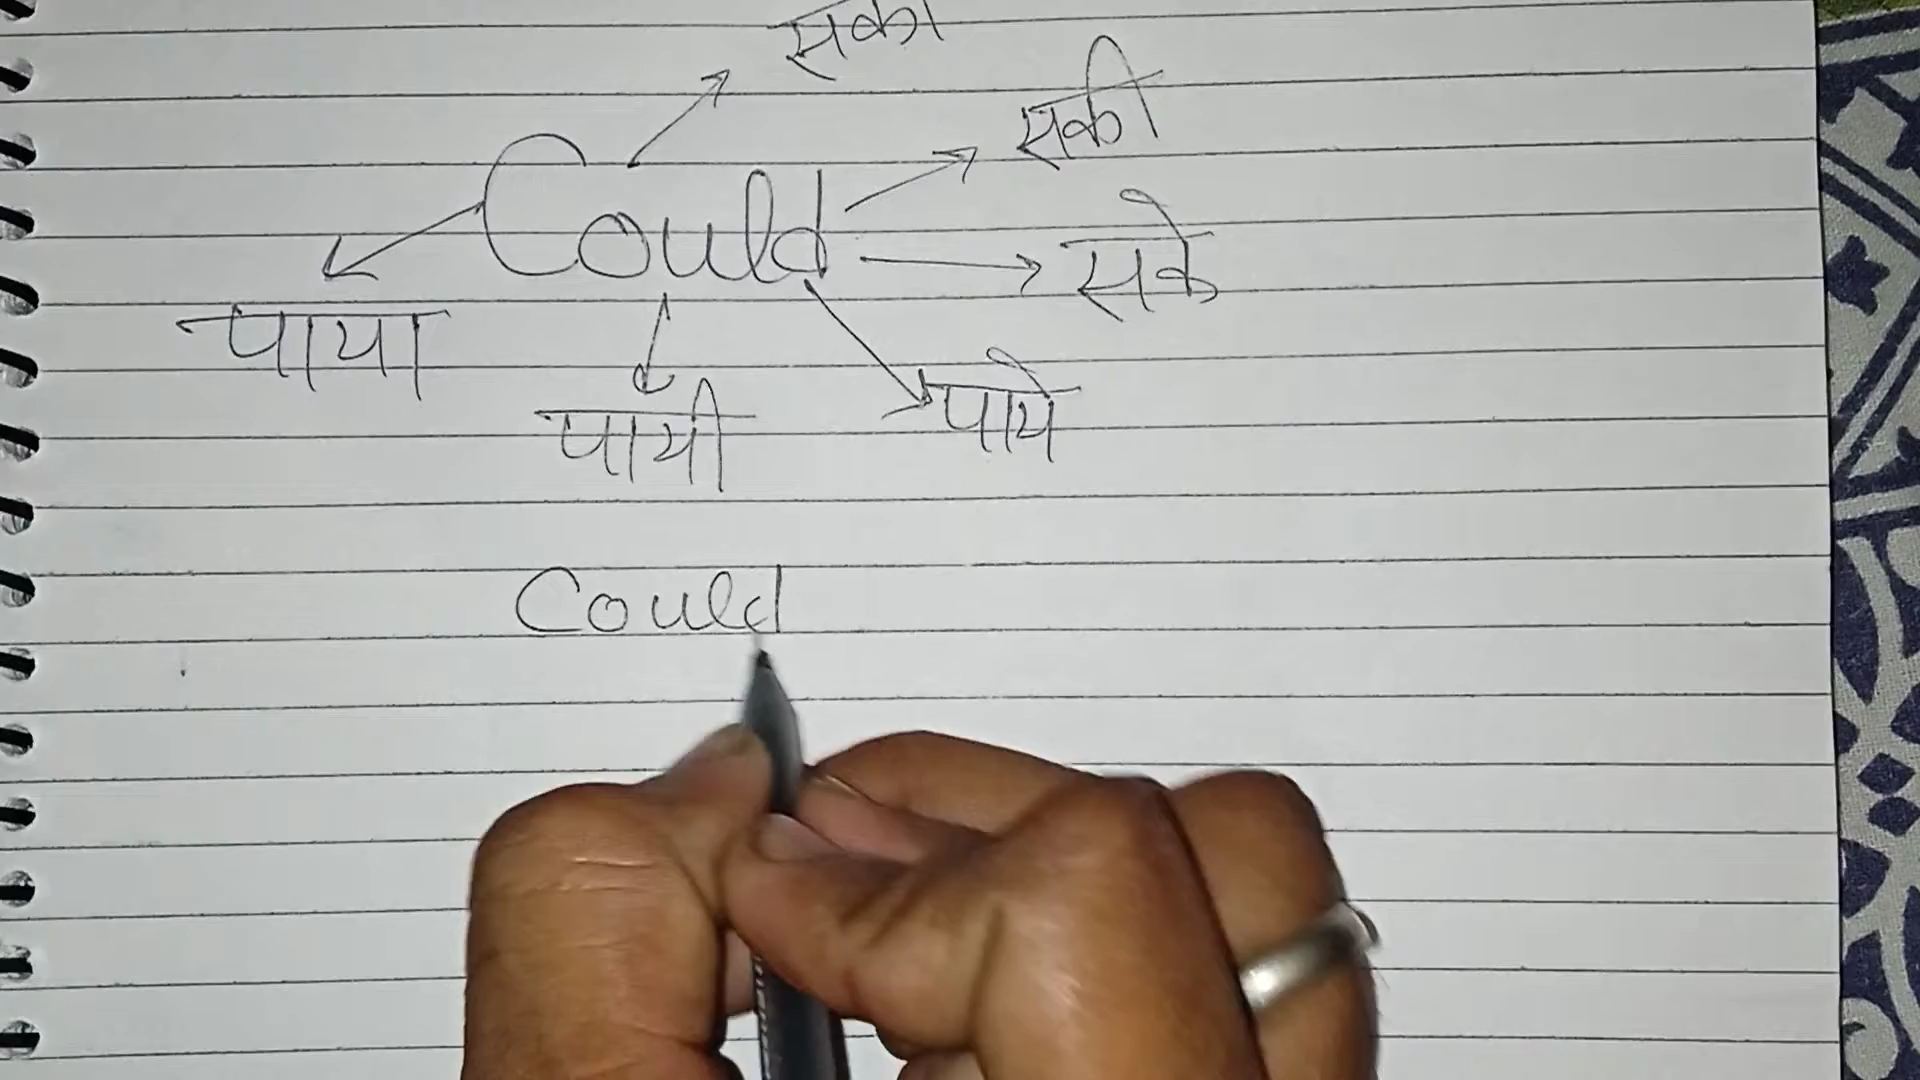 सका
सकी
Could
सके
पाया
पायी
पाये
Could